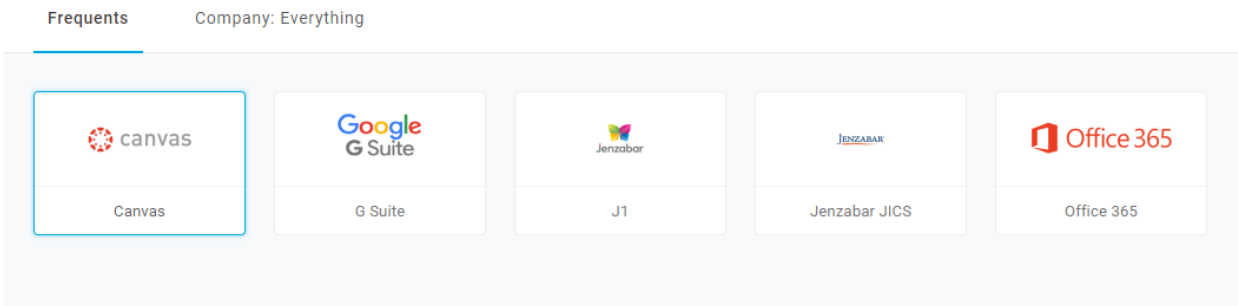 Frequents
Company: Everything
canvas
Google
G Suite
Jenzabar
JENZABAR
Office 365
Canvas
G Suite
J1
Jenzabar JICS
Office 365